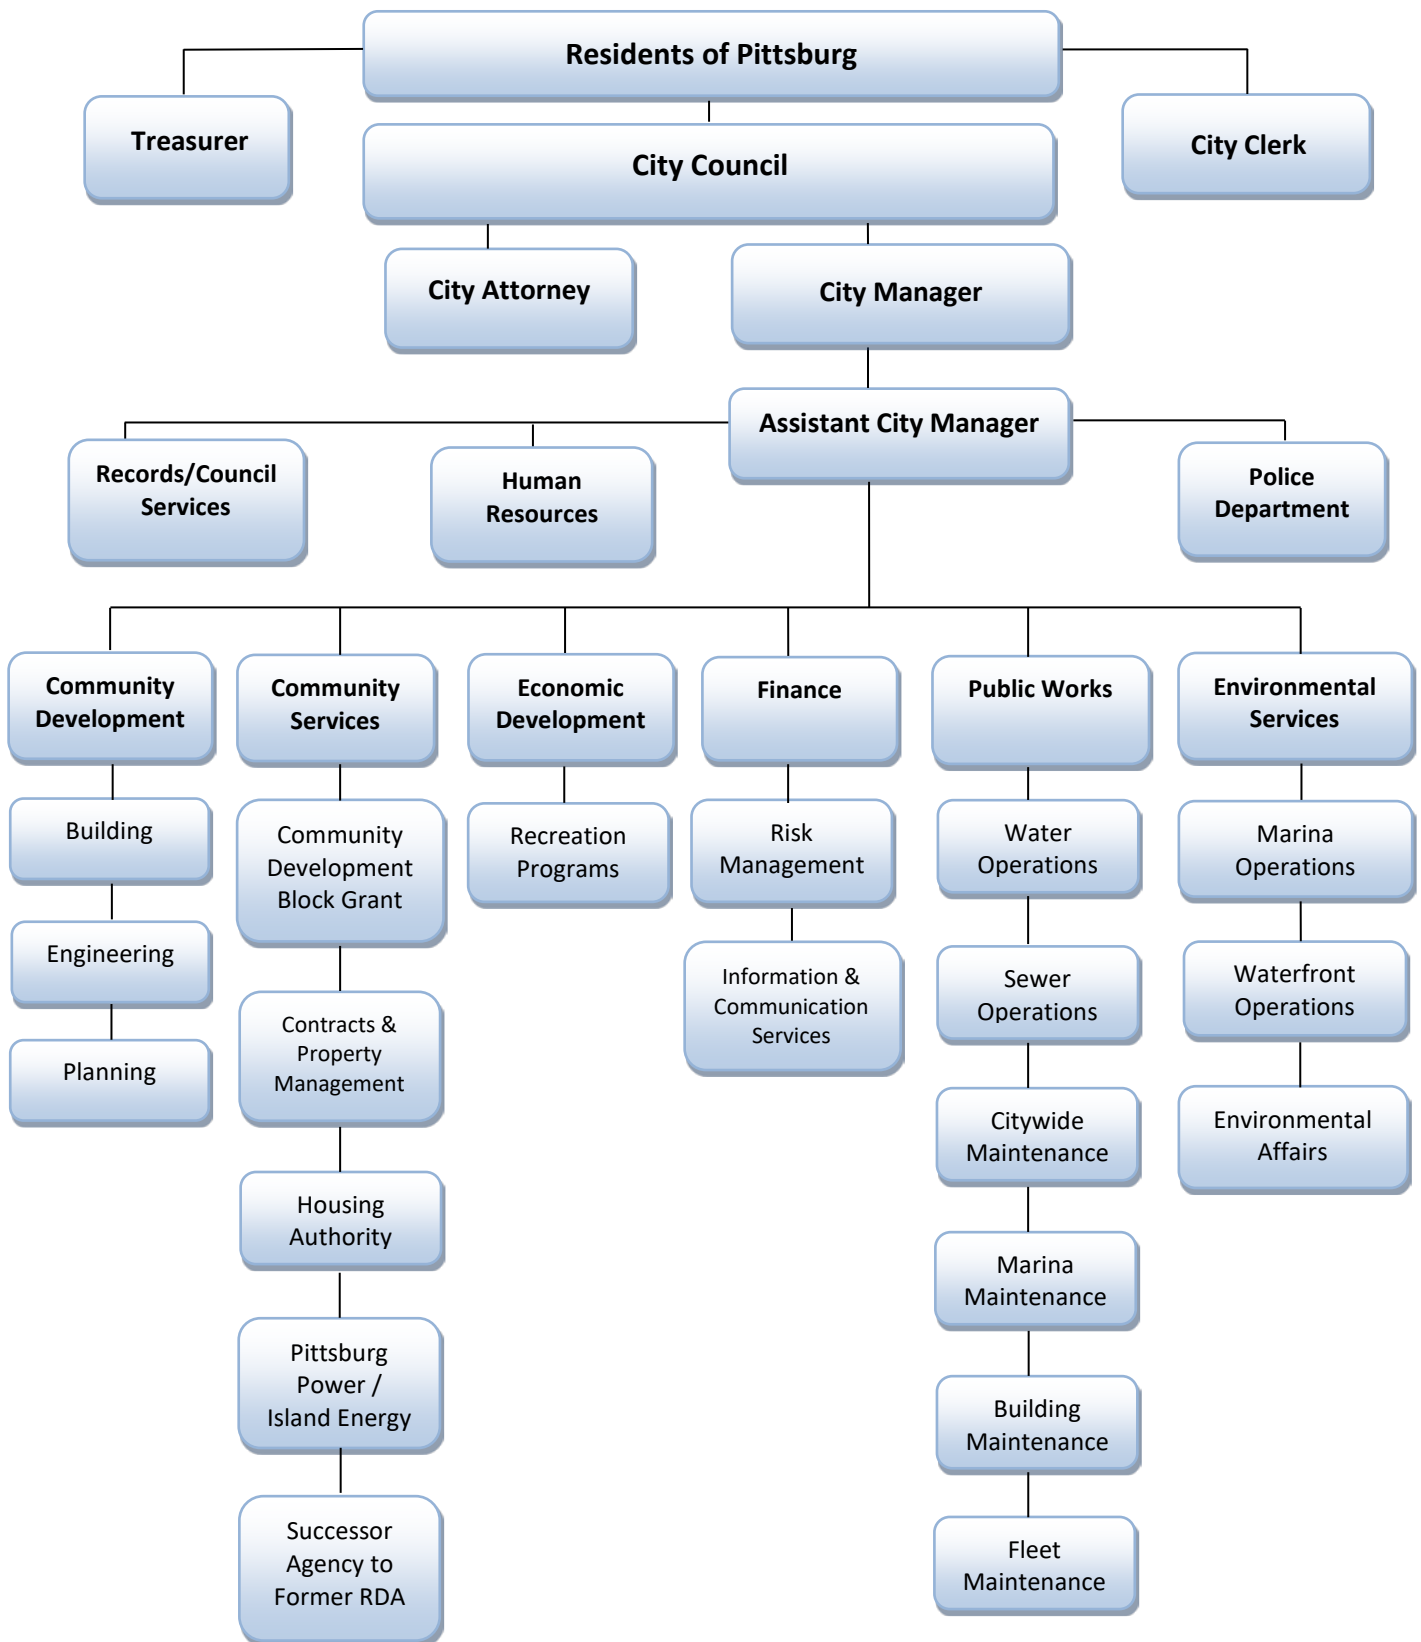 Residents of Pittsburg
Treasurer
City Council
City Clerk
City Attorney
City Manager
Assistant City Manager
Records/Council
Services
Human
Resources
Police
Department
Community
Development
Building
Engineering
Planning
Community
Services
Community
Development
Block Grant
Contracts &
Property
Management
Housing
Authority
Pittsburg
Power /
Island Energy
Successor
Agency to
Former RDA
Economic
Development
Recreation
Programs
Finance
Risk
Management
Information &
Communication
Services
Public Works
Water
Operations
Sewer
Operations
Citywide
Maintenance
Marina
Maintenance
Building
Maintenance
Fleet
Maintenance
Environmental
Services
Marina
Operations
Waterfront
Operations
Environmental
Affairs